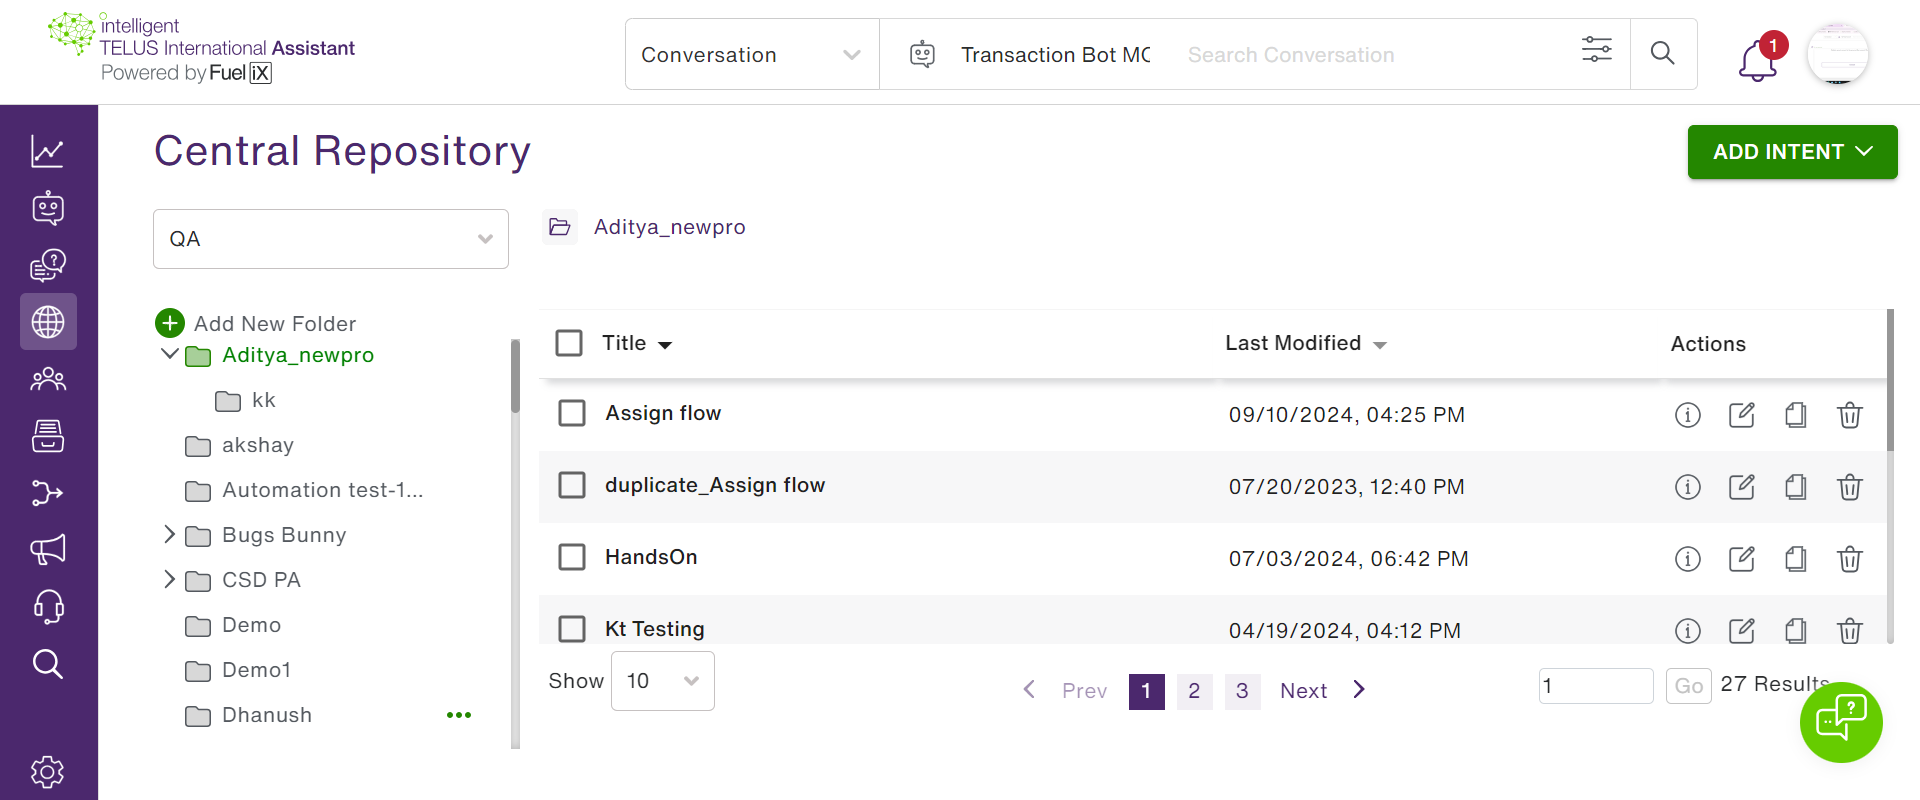 intelligent
TELUS International Assistant
Powered by Fuel iX
Conversation
Transaction Bot MC
Search Conversation
1
Central Repository
ADD INTENT
QA
Aditya_newpro
Add New Folder
Aditya_newpro
kk
akshay
Automation test-1...
Bugs Bunny
CSD PA
Demo
Demo1
Dhanush
Title
Last Modified
Actions
Assign flow
09/10/2024, 04:25 PM
duplicate_Assign flow
07/20/2023, 12:40 PM
HandsOn
07/03/2024, 06:42 PM
Kt Testing
04/19/2024, 04:12 PM
Show
10
Prev
1
2
3
Next
1
Go
27 Results